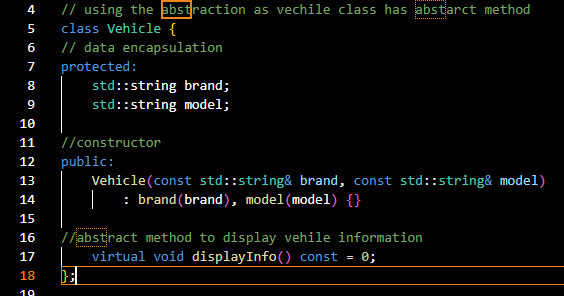 4 // using the abstraction as vechile class has abstarct method
5 class Vehicle {
6 // data encapsulation
7 protected:
8 std::string brand;
9 std::string model;
10
11 //constructor
12 public:
13 Vehicle(const std::string& brand, const std::string& model)
14 : brand(brand), model(model) {}
15
16 //abstract method to display vehile information
17 virtual void displayInfo() const = 0;
18 };
19